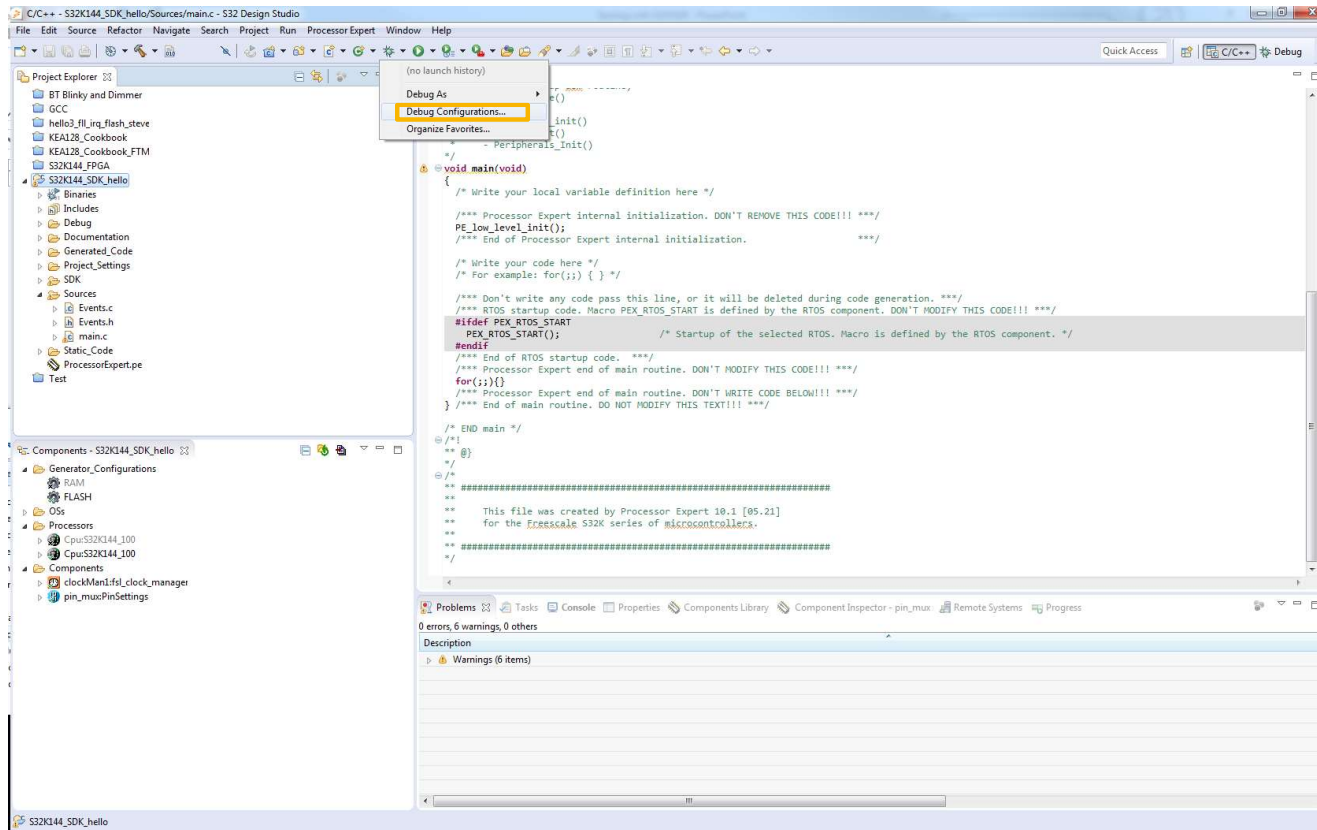 C/C++ - S32K144_SDK_hello/Sources/main.c - S32 Design Studio
File Edit Source Refactor Navigate Search Project Run Processor Expert Window Help
Quick Access
C/C++
Debug
Project Explorer
(no launch history)
Debug As
Debug Configurations...
Organize Favorites...
BT Blinky and Dimmer
GCC
hello3_fll_irq_flash_steve
KEA128_Cookbook
KEA128_Cookbook_FTM
S32K144_FPGA
S32K144_SDK_hello
Binaries
Includes
Debug
Documentation
Generated_Code
Project_Settings
SDK
Sources
Events.c
Events.h
main.c
Static_Code
ProcessorExpert.pe
Test
e()
_init()
t()
* - Peripherals_Init()
*/
void main(void)
{
/* Write your local variable definition here */
/*** Processor Expert internal initialization. DON'T REMOVE THIS CODE!!! ***/
PE_low_level_init();
/*** End of Processor Expert internal initialization. ***/
/* Write your code here */
/* For example: for(;;) { } */
/*** Don't write any code pass this line, or it will be deleted during code generation. ***/
/*** RTOS startup code. Macro PEX_RTOS_START is defined by the RTOS component. DON'T MODIFY THIS CODE!!! ***/
#ifdef PEX_RTOS_START
PEX_RTOS_START(); /* Startup of the selected RTOS. Macro is defined by the RTOS component. */
#endif
/*** End of RTOS startup code. ***/
/*** Processor Expert end of main routine. DON'T MODIFY THIS CODE!!! ***/
for(;;){}
/*** Processor Expert end of main routine. DON'T WRITE CODE BELOW!!! ***/
} /*** End of main routine. DO NOT MODIFY THIS TEXT!!! ***/
/* END main */
/*!
** @}
*/
/*
** ###################################################################
**
** This file was created by Processor Expert 10.1 [05.21]
** for the Freescale S32K series of microcontrollers.
**
** ###################################################################
*/
Components - S32K144_SDK_hello
Generator_Configurations
RAM
FLASH
OSs
Processors
Cpu:S32K144_100
Cpu:S32K144_100
Components
clockMan1:fsl_clock_manager
pin_mux:PinSettings
Problems Tasks Console Properties Components Library Component Inspector - pin_mux Remote Systems Progress
0 errors, 6 warnings, 0 others
Description
Warnings (6 items)
S32K144_SDK_hello